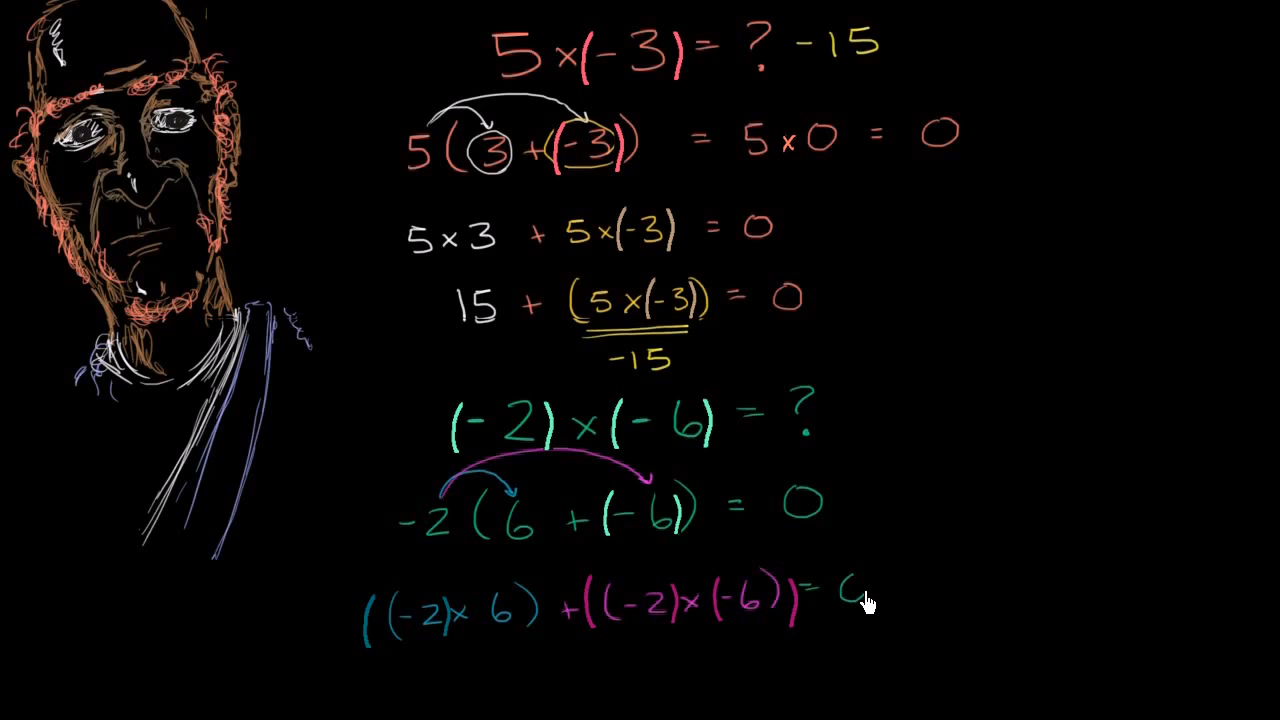 5 × (-3) = ? -15
5 ( 3 + (-3) ) = 5 × 0 = 0
5 × 3 + 5 × (-3) = 0
15 + (5 × (-3)) = 0
-15
(-2) × (-6) = ?
-2 ( 6 + (-6) ) = 0
((-2) × 6) + ((-2) × (-6)) =